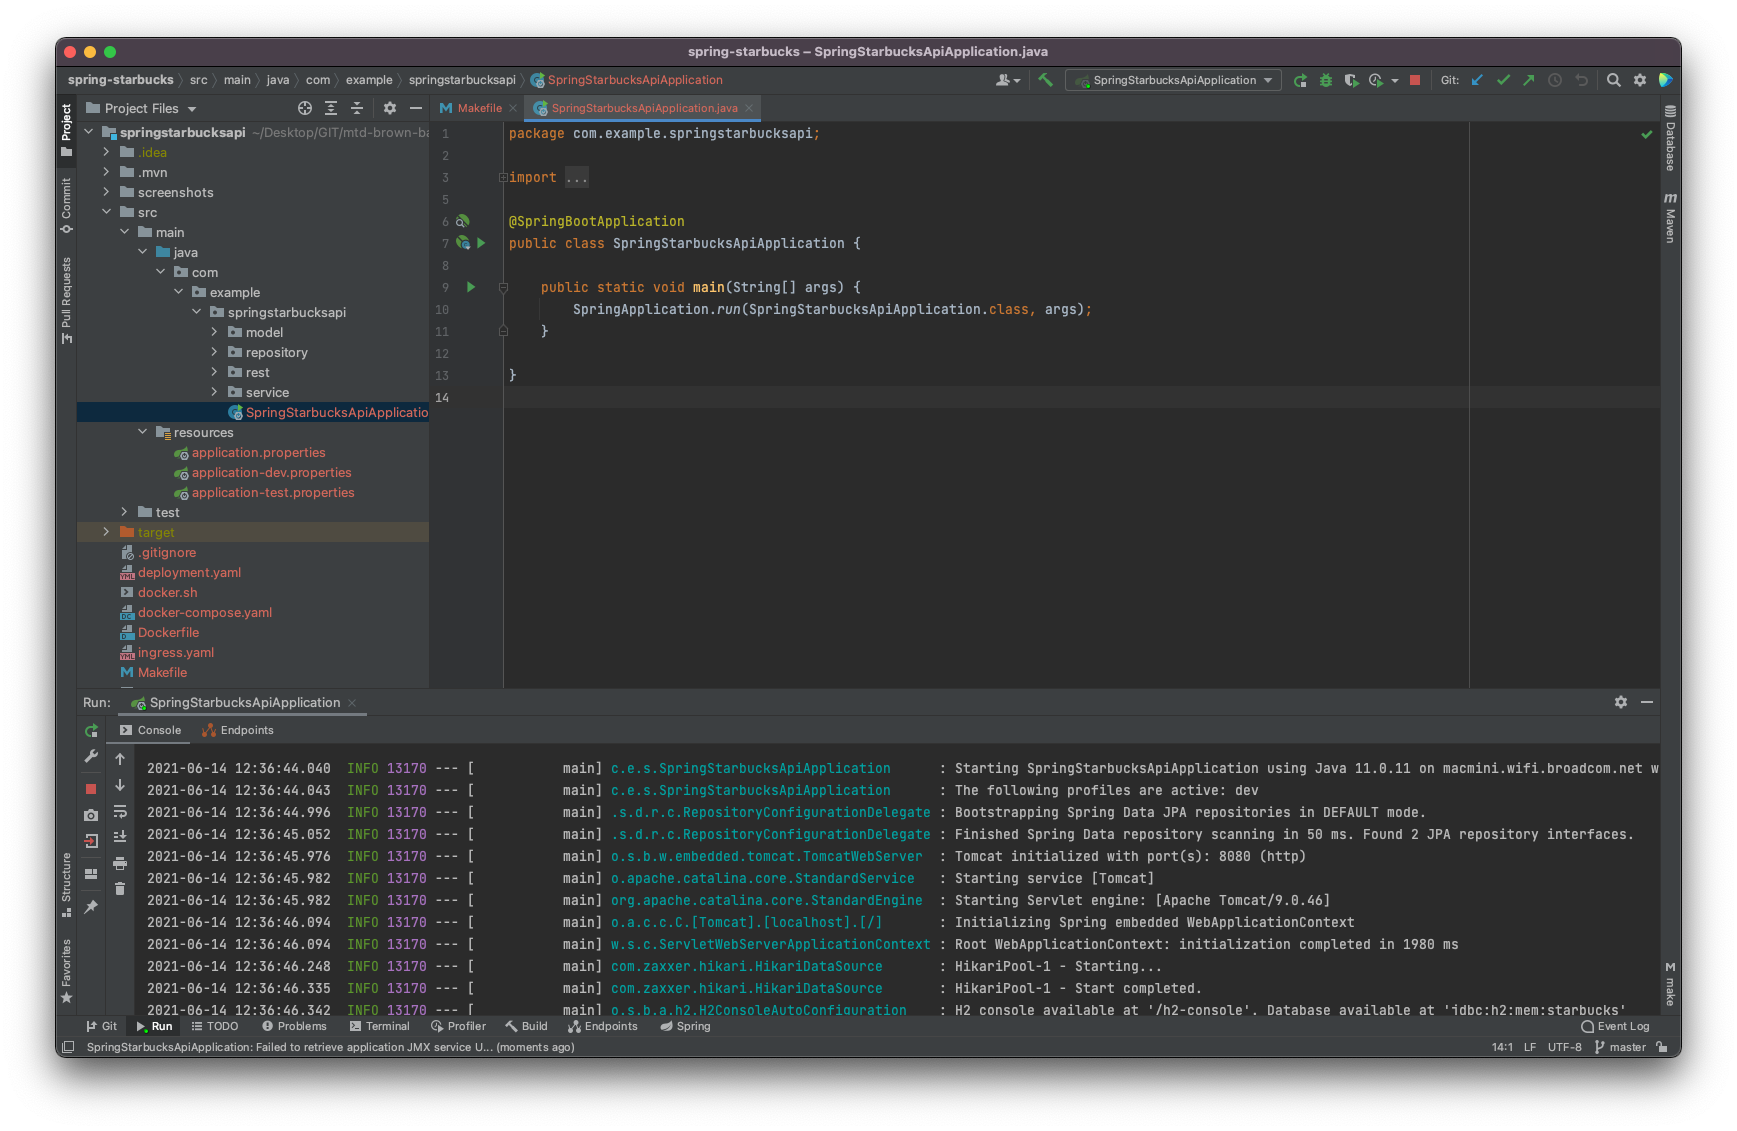 spring-starbucks – SpringStarbucksApiApplication.java
spring-starbucks src main java com example springstarbucksapi SpringStarbucksApiApplication
SpringStarbucksApiApplication Git:
Project Files
Makefile SpringStarbucksApiApplication.java
Project
Commit
Pull Requests
Structure
Favorites
springstarbucksapi ~/Desktop/GIT/mtd-brown-ba
.idea
.mvn
screenshots
src
main
java
com
example
springstarbucksapi
model
repository
rest
service
SpringStarbucksApiApplicatio
resources
application.properties
application-dev.properties
application-test.properties
test
target
.gitignore
deployment.yaml
docker.sh
docker-compose.yaml
Dockerfile
ingress.yaml
Makefile
1 package com.example.springstarbucksapi;
2
3 import ...
5
6 @SpringBootApplication
7 public class SpringStarbucksApiApplication {
8
9 public static void main(String[] args) {
10 SpringApplication.run(SpringStarbucksApiApplication.class, args);
11 }
12
13 }
14
Database
Maven
make
Run: SpringStarbucksApiApplication
Console Endpoints
2021-06-14 12:36:44.040 INFO 13170 --- [ main] c.e.s.SpringStarbucksApiApplication : Starting SpringStarbucksApiApplication using Java 11.0.11 on macmini.wifi.broadcom.net w
2021-06-14 12:36:44.043 INFO 13170 --- [ main] c.e.s.SpringStarbucksApiApplication : The following profiles are active: dev
2021-06-14 12:36:44.996 INFO 13170 --- [ main] .s.d.r.c.RepositoryConfigurationDelegate : Bootstrapping Spring Data JPA repositories in DEFAULT mode.
2021-06-14 12:36:45.052 INFO 13170 --- [ main] .s.d.r.c.RepositoryConfigurationDelegate : Finished Spring Data repository scanning in 50 ms. Found 2 JPA repository interfaces.
2021-06-14 12:36:45.976 INFO 13170 --- [ main] o.s.b.w.embedded.tomcat.TomcatWebServer : Tomcat initialized with port(s): 8080 (http)
2021-06-14 12:36:45.982 INFO 13170 --- [ main] o.apache.catalina.core.StandardService : Starting service [Tomcat]
2021-06-14 12:36:45.982 INFO 13170 --- [ main] org.apache.catalina.core.StandardEngine : Starting Servlet engine: [Apache Tomcat/9.0.46]
2021-06-14 12:36:46.094 INFO 13170 --- [ main] o.a.c.c.C.[Tomcat].[localhost].[/] : Initializing Spring embedded WebApplicationContext
2021-06-14 12:36:46.094 INFO 13170 --- [ main] w.s.c.ServletWebServerApplicationContext : Root WebApplicationContext: initialization completed in 1980 ms
2021-06-14 12:36:46.248 INFO 13170 --- [ main] com.zaxxer.hikari.HikariDataSource : HikariPool-1 - Starting...
2021-06-14 12:36:46.335 INFO 13170 --- [ main] com.zaxxer.hikari.HikariDataSource : HikariPool-1 - Start completed.
2021-06-14 12:36:46.342 INFO 13170 --- [ main] o.s.b.a.h2.H2ConsoleAutoConfiguration : H2 console available at '/h2-console'. Database available at 'jdbc:h2:mem:starbucks'
Git Run TODO Problems Terminal Profiler Build Endpoints Spring Event Log
SpringStarbucksApiApplication: Failed to retrieve application JMX service U... (moments ago) 14:1 LF UTF-8 master